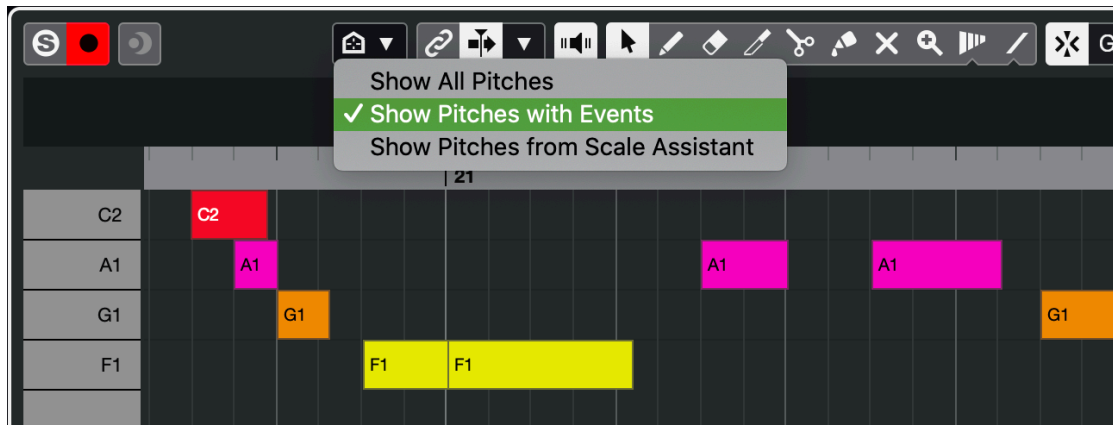 S
G
Show All Pitches
✓ Show Pitches with Events
Show Pitches from Scale Assistant
21
C2 C2
A1 A1 A1 A1
G1 G1 G1
F1 F1 F1